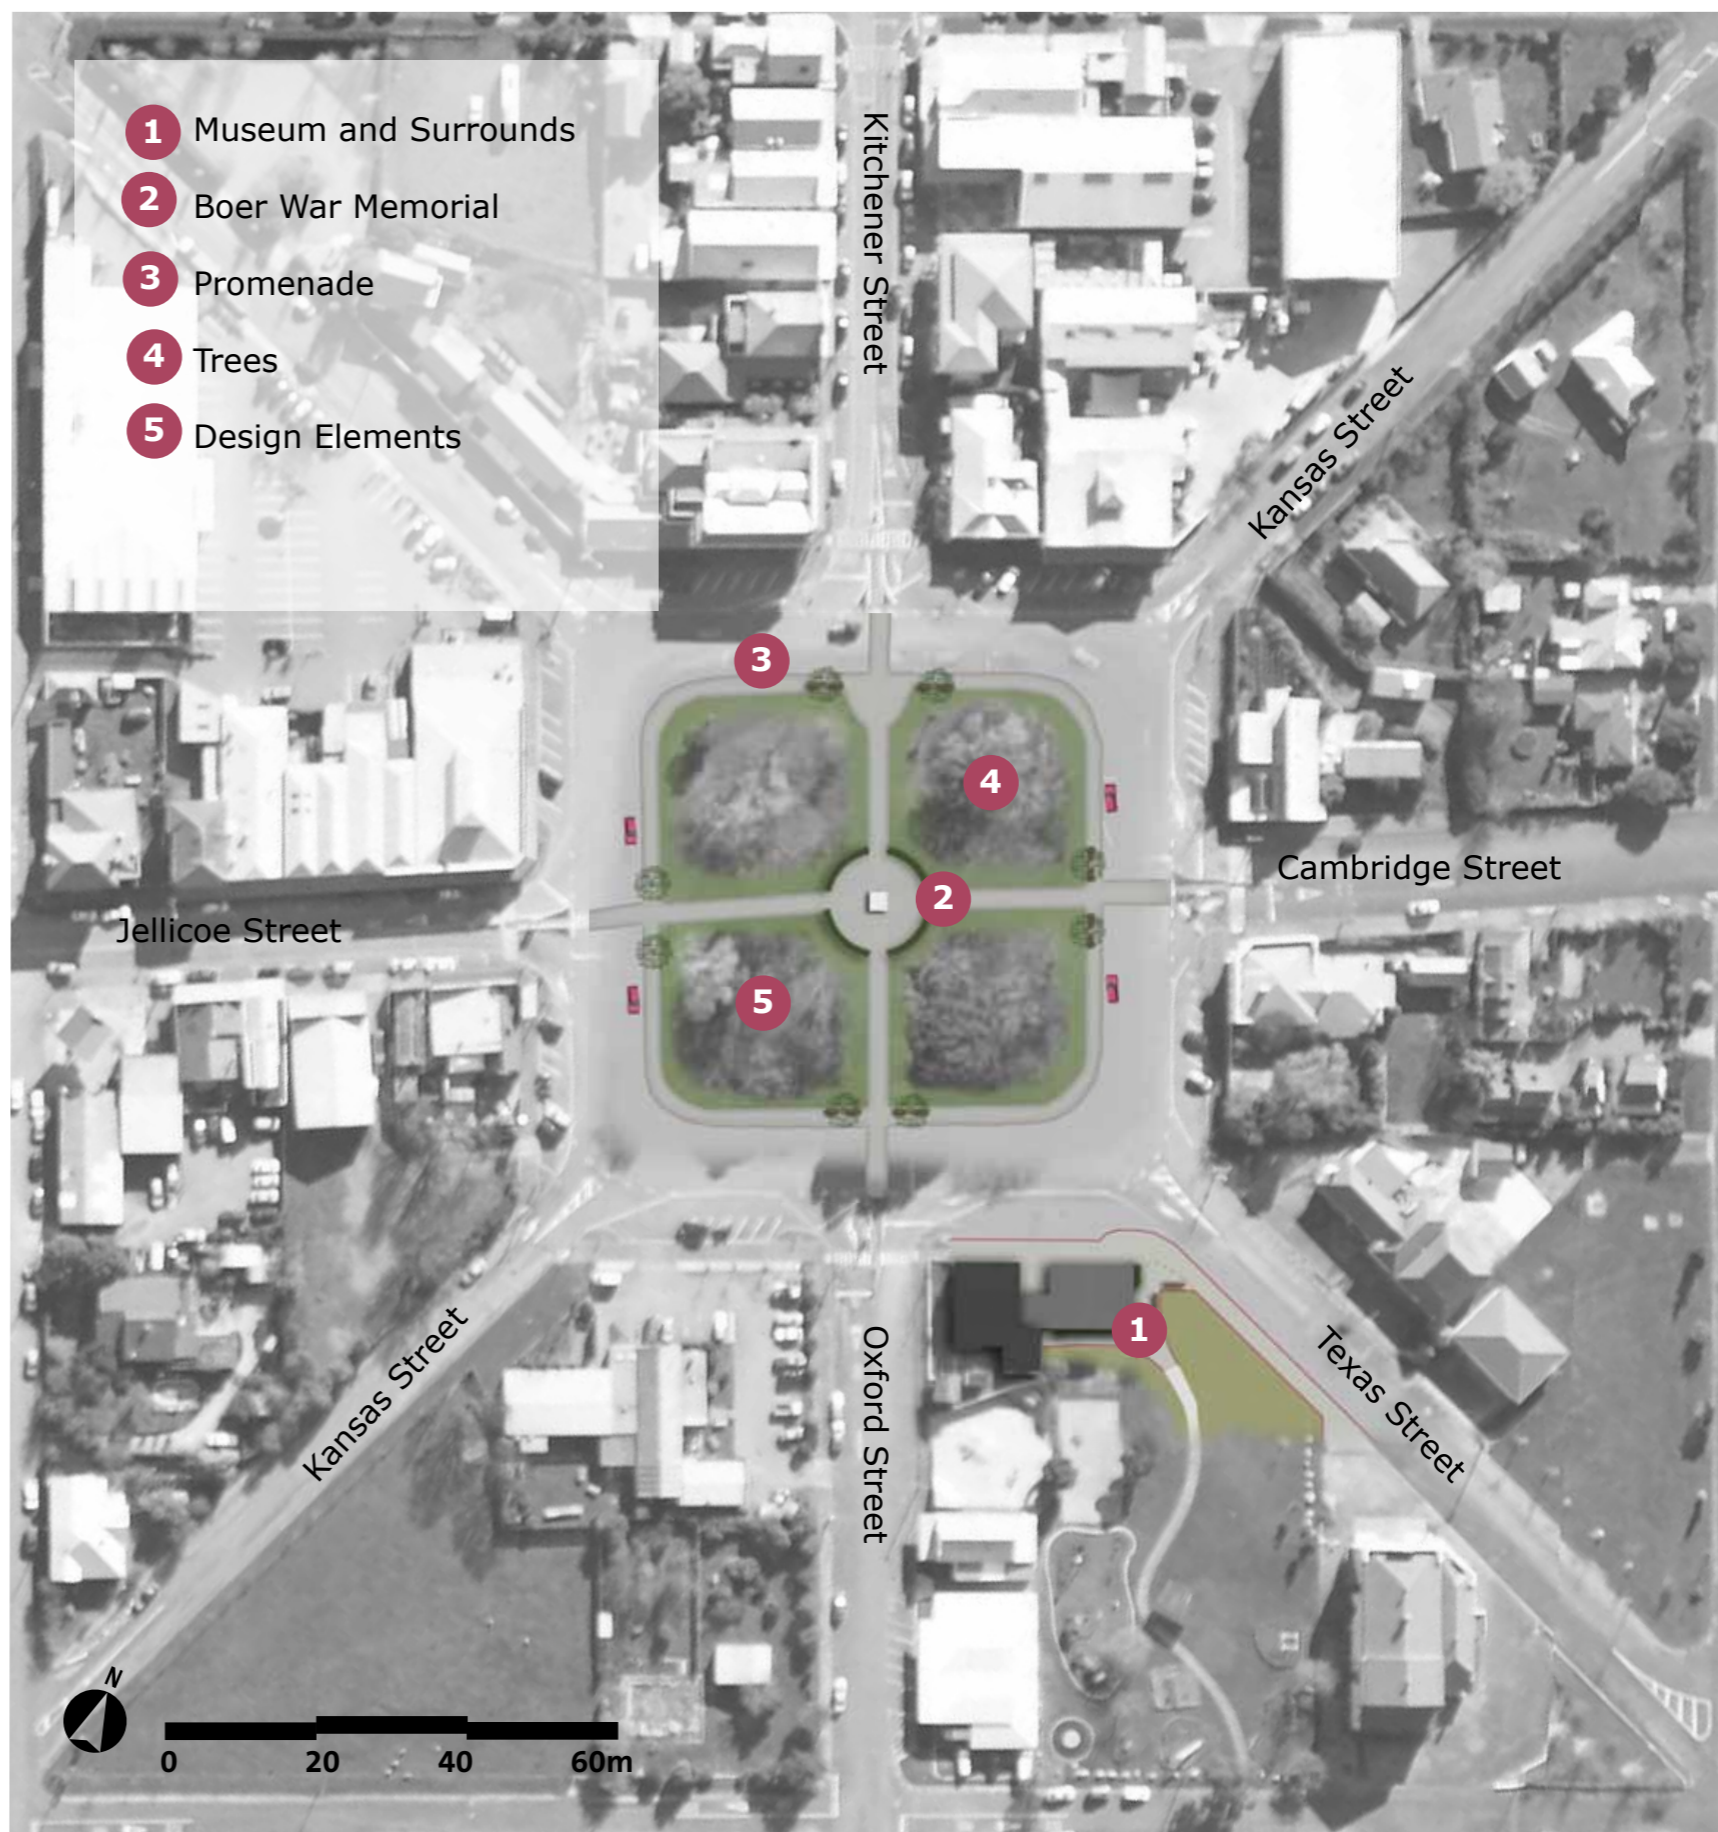 1 Museum and Surrounds
2 Boer War Memorial
3 Promenade
4 Trees
5 Design Elements
Kitchener Street
Kansas Street
3
4
Cambridge Street
2
Jellicoe Street
5
1
Kansas Street
Oxford Street
Texas Street
N
0 20 40 60m